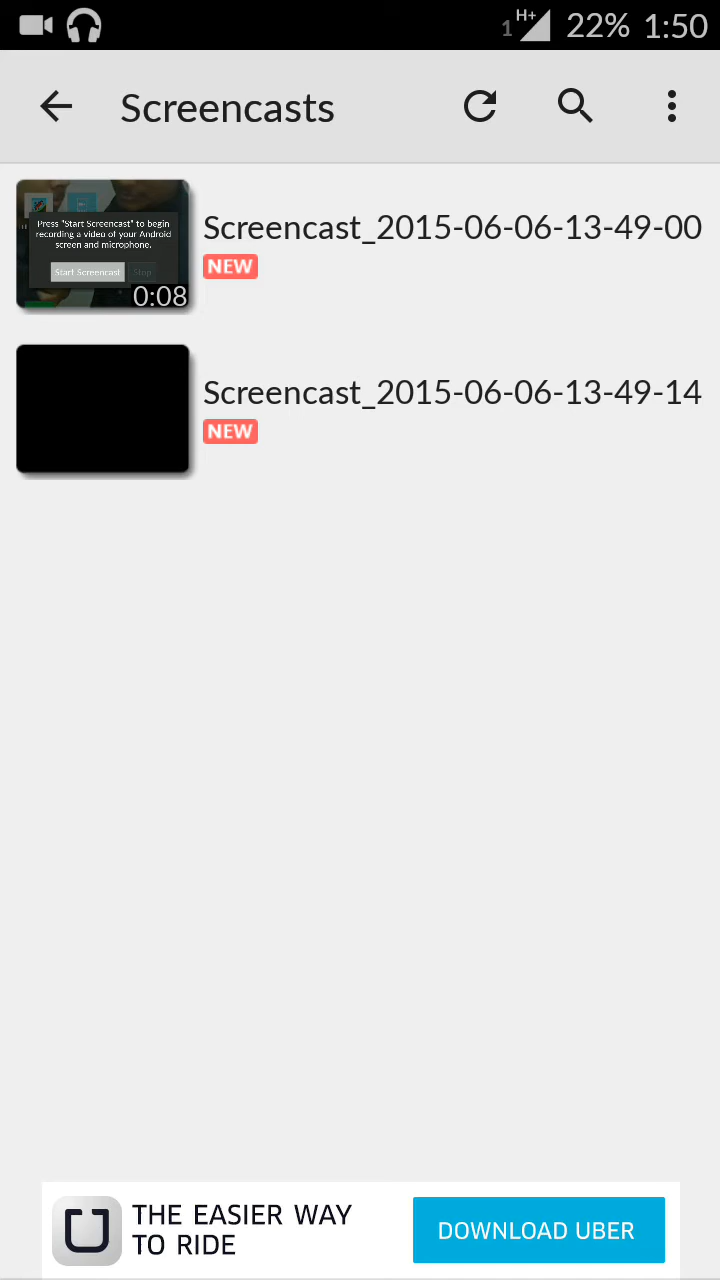 1 H+ 22% 1:50
Screencasts
Press "Start Screencast" to begin
recording a video of your Android
screen and microphone.
Start Screencast Stop
0:08
Screencast_2015-06-06-13-49-00
NEW
Screencast_2015-06-06-13-49-14
NEW
THE EASIER WAY
TO RIDE
DOWNLOAD UBER